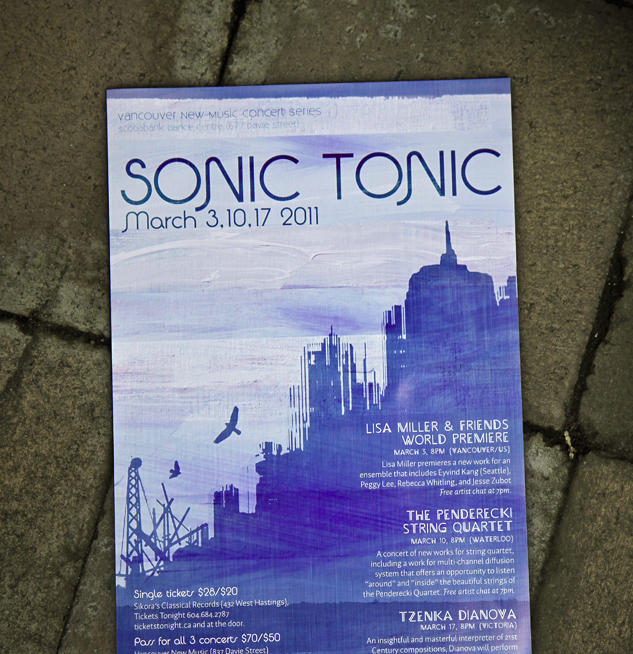 Vancouver New Music Concert Series
Scotiabank Dance Centre (677 Davie Street)
SONIC TONIC
March 3,10,17 2011
LISA MILLER & FRIENDS
WORLD PREMIERE
MARCH 3, 8PM (VANCOUVER/US)
Lisa Miller premieres a new work for an
ensemble that includes Eyvind Kang (Seattle),
Peggy Lee, Rebecca Whitling, and Jesse Zubot
Free artist chat at 7pm.
THE PENDERECKI
STRING QUARTET
MARCH 10, 8PM (WATERLOO)
A concert of new works for string quartet,
including a work for multi-channel diffusion
system that offers an opportunity to listen
"around" and "inside" the beautiful strings of
the Penderecki Quartet. Free artist chat at 7pm.
TZENKA DIANOVA
MARCH 17, 8PM (VICTORIA)
An insightful and masterful interpreter of 21st
Century compositions, Dianova will perform
Single tickets $28/$20
Sikora's Classical Records (432 West Hastings),
Tickets Tonight 604.684.2787
ticketstonight.ca and at the door.
Pass for all 3 concerts $70/$50
Vancouver New Music (837 Davie Street)